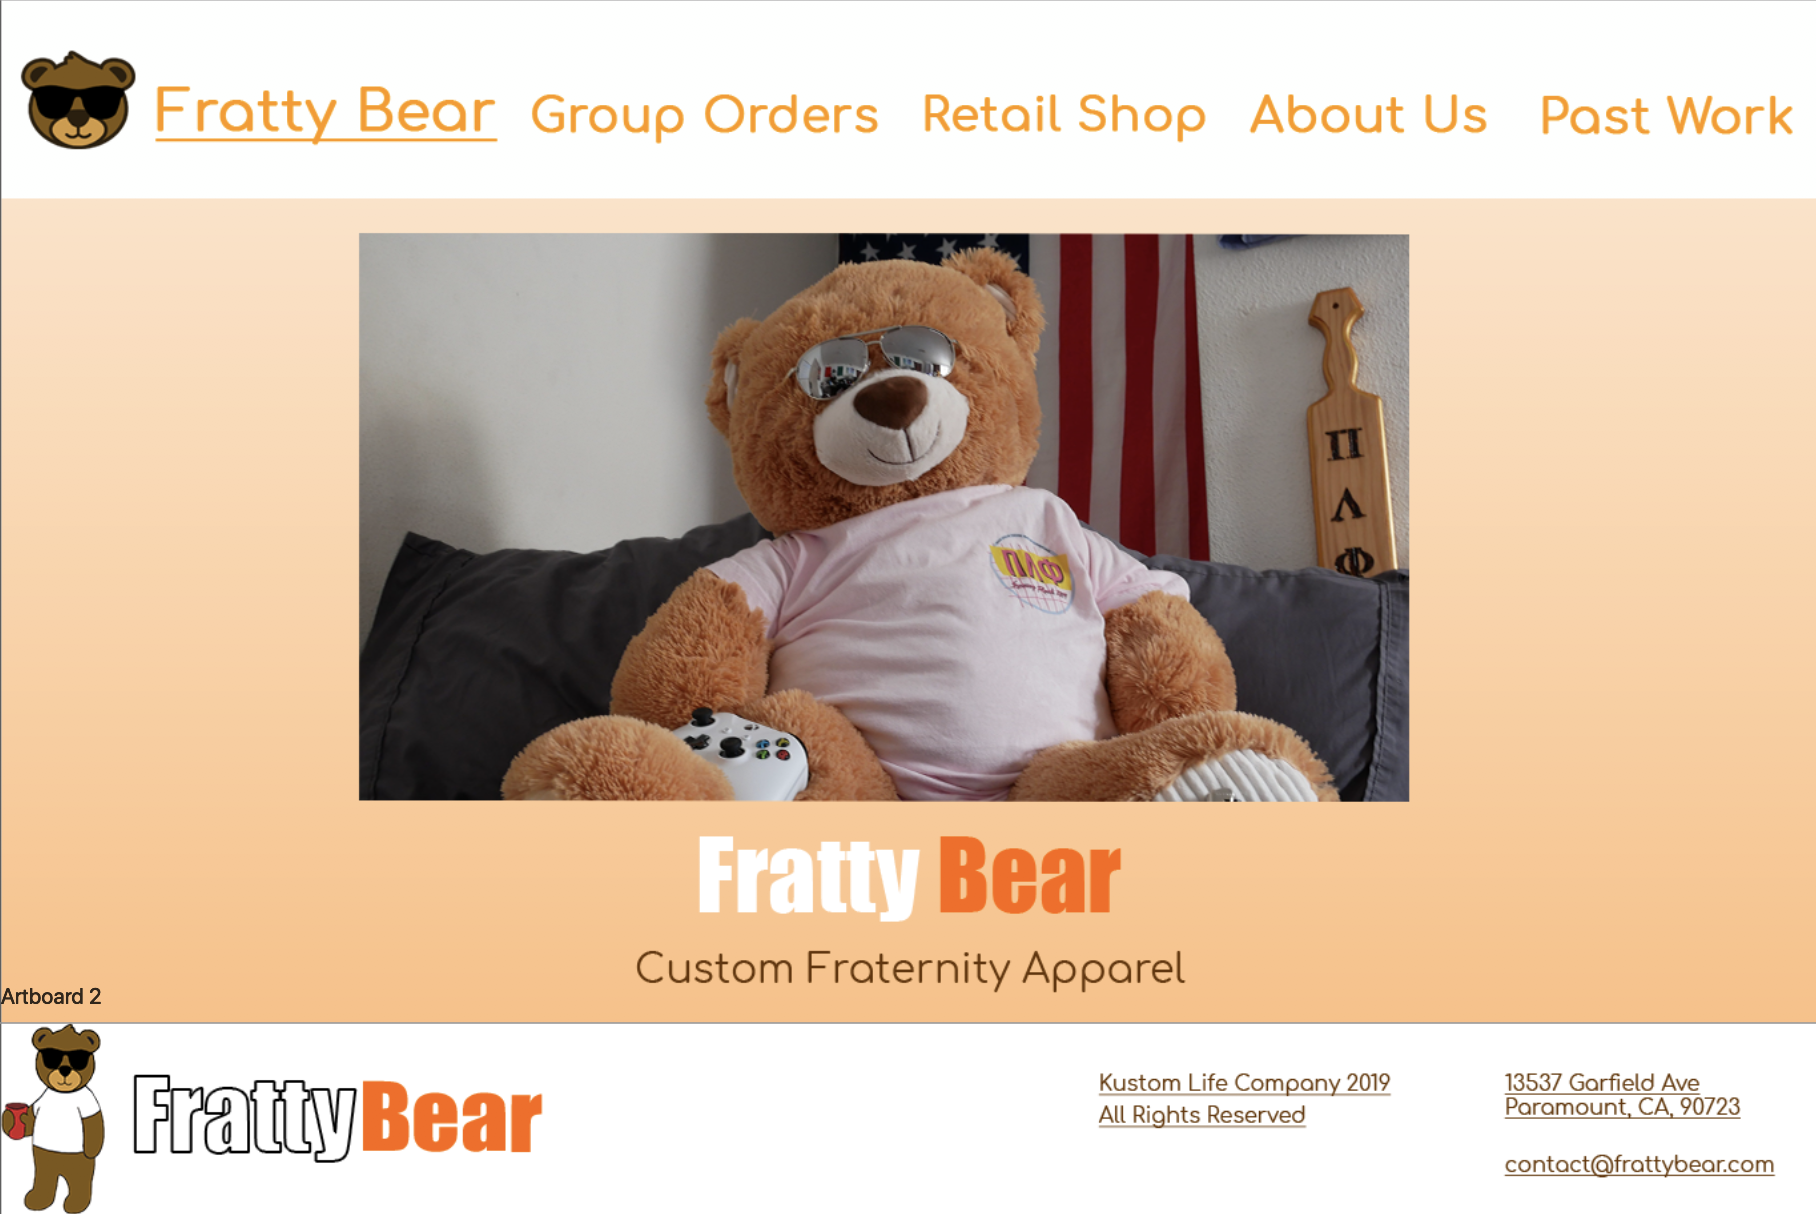 Fratty Bear Group Orders Retail Shop About Us Past Work
Π
Λ
Φ
ΠΛΦ
Fratty Bear
Custom Fraternity Apparel
Artboard 2
FrattyBear
Kustom Life Company 2019
All Rights Reserved
13537 Garfield Ave
Paramount, CA, 90723
contact@frattybear.com